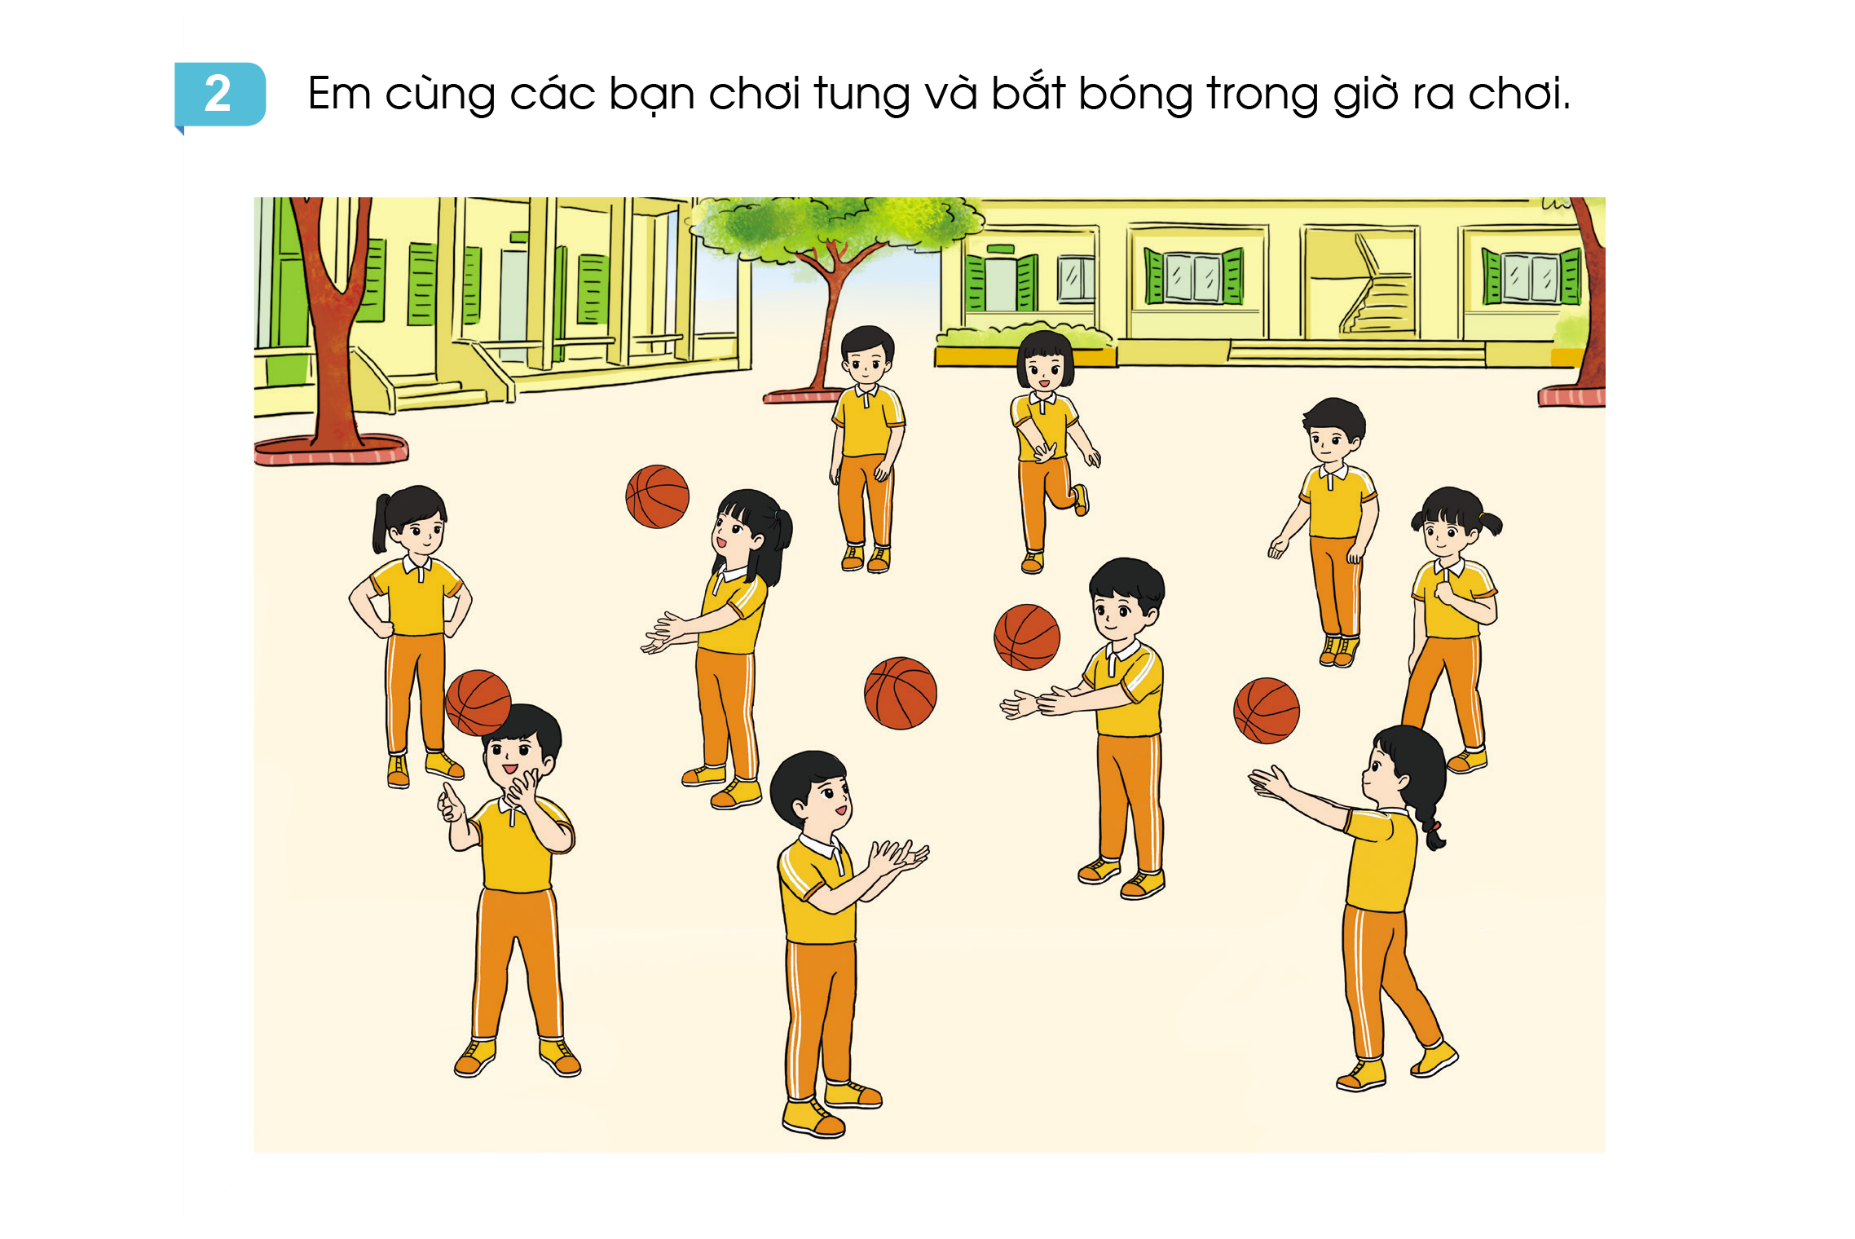 2 Em cùng các bạn chơi tung và bắt bóng trong giờ ra chơi.